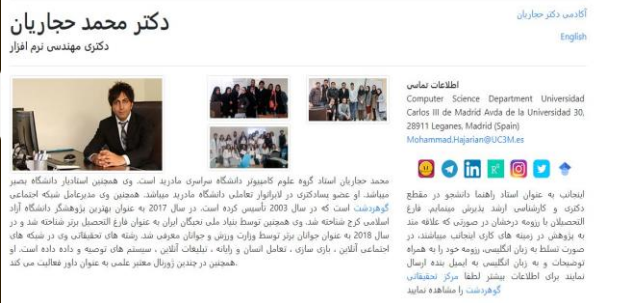 دکتر محمد حجاریان
دکتری مهندسی نرم افزار
آکادمی دکتر حجاریان
English
اطلاعات تماس
Computer Science Department Universidad
Carlos III de Madrid Avda de la Universidad 30,
28911 Leganes, Madrid (Spain)
Mohammad.Hajarian@UC3M.es
اینجانب به عنوان استاد راهنما دانشجو در مقطع
دکتری و کارشناسی ارشد پذیرش مینمایم. فارغ
التحصیلان با رزومه درخشان در صورتی که علاقه مند
به پژوهش در زمینه های کاری اینجانب میباشند، در
صورت تسلط به زبان انگلیسی، رزومه خود را به همراه
توضیحات و به زبان انگلیسی به ایمیل بنده ارسال
نمایند برای اطلاعات بیشتر لطفا مرکز تحقیقاتی
گوهردشت را مشاهده نمایید
محمد حجاریان استاد گروه علوم کامپیوتر دانشگاه سراسری مادرید است. وی همچنین استادیار دانشگاه بصیر
میباشد. او عضو پسادکتری در لابراتوار تعاملی دانشگاه مادرید میباشد. همچنین وی مدیرعامل شبکه اجتماعی
گوهردشت است که در سال 2003 تأسیس کرده است. در سال 2017 به عنوان بهترین پژوهشگر دانشگاه آزاد
اسلامی کرج شناخته شد. وی همچنین توسط بنیاد ملی نخبگان ایران به عنوان فارغ التحصیل برتر شناخته شد و در
سال 2018 به عنوان جوانان برتر توسط وزارت ورزش و جوانان معرفی شد. رشته های تحقیقاتی وی در شبکه های
اجتماعی آنلاین ، بازی سازی ، تعامل انسان و رایانه ، تبلیغات آنلاین ، سیستم های توصیه و داده داده است. او
همچنین در چندین ژورنال معتبر علمی به عنوان داور فعالیت می کند.